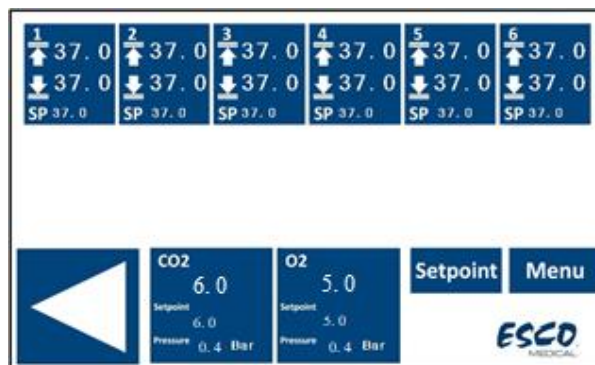 1 2 3 4 5 6
37.0 37.0 37.0 37.0 37.0 37.0
37.0 37.0 37.0 37.0 37.0 37.0
SP 37.0 SP 37.0 SP 37.0 SP 37.0 SP 37.0 SP 37.0
CO2
6.0
Setpoint
6.0
Pressure 0.4 Bar
O2
5.0
Setpoint
5.0
Pressure 0.4 Bar
Setpoint
Menu
ESCO
MEDICAL